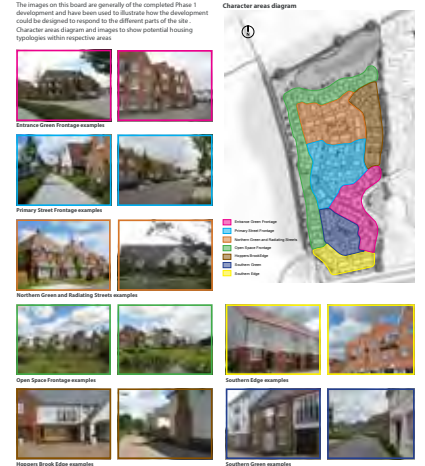 The images on this board are generally of the completed Phase 1
development and have been used to illustrate how the development
could be designed to respond to the different parts of the site .
Character areas diagram and images to show potential housing
typologies within respective areas
Entrance Green Frontage examples
Primary Street Frontage examples
Northern Green and Radiating Streets examples
Open Space Frontage examples
Hoppers Brook Edge examples
Character areas diagram
Entrance Green Frontage
Primary Street Frontage
Northern Green and Radiating Streets
Open Space Frontage
Hoppers BrookEdge
Southern Green
Southern Edge
Southern Edge examples
Southern Green examples